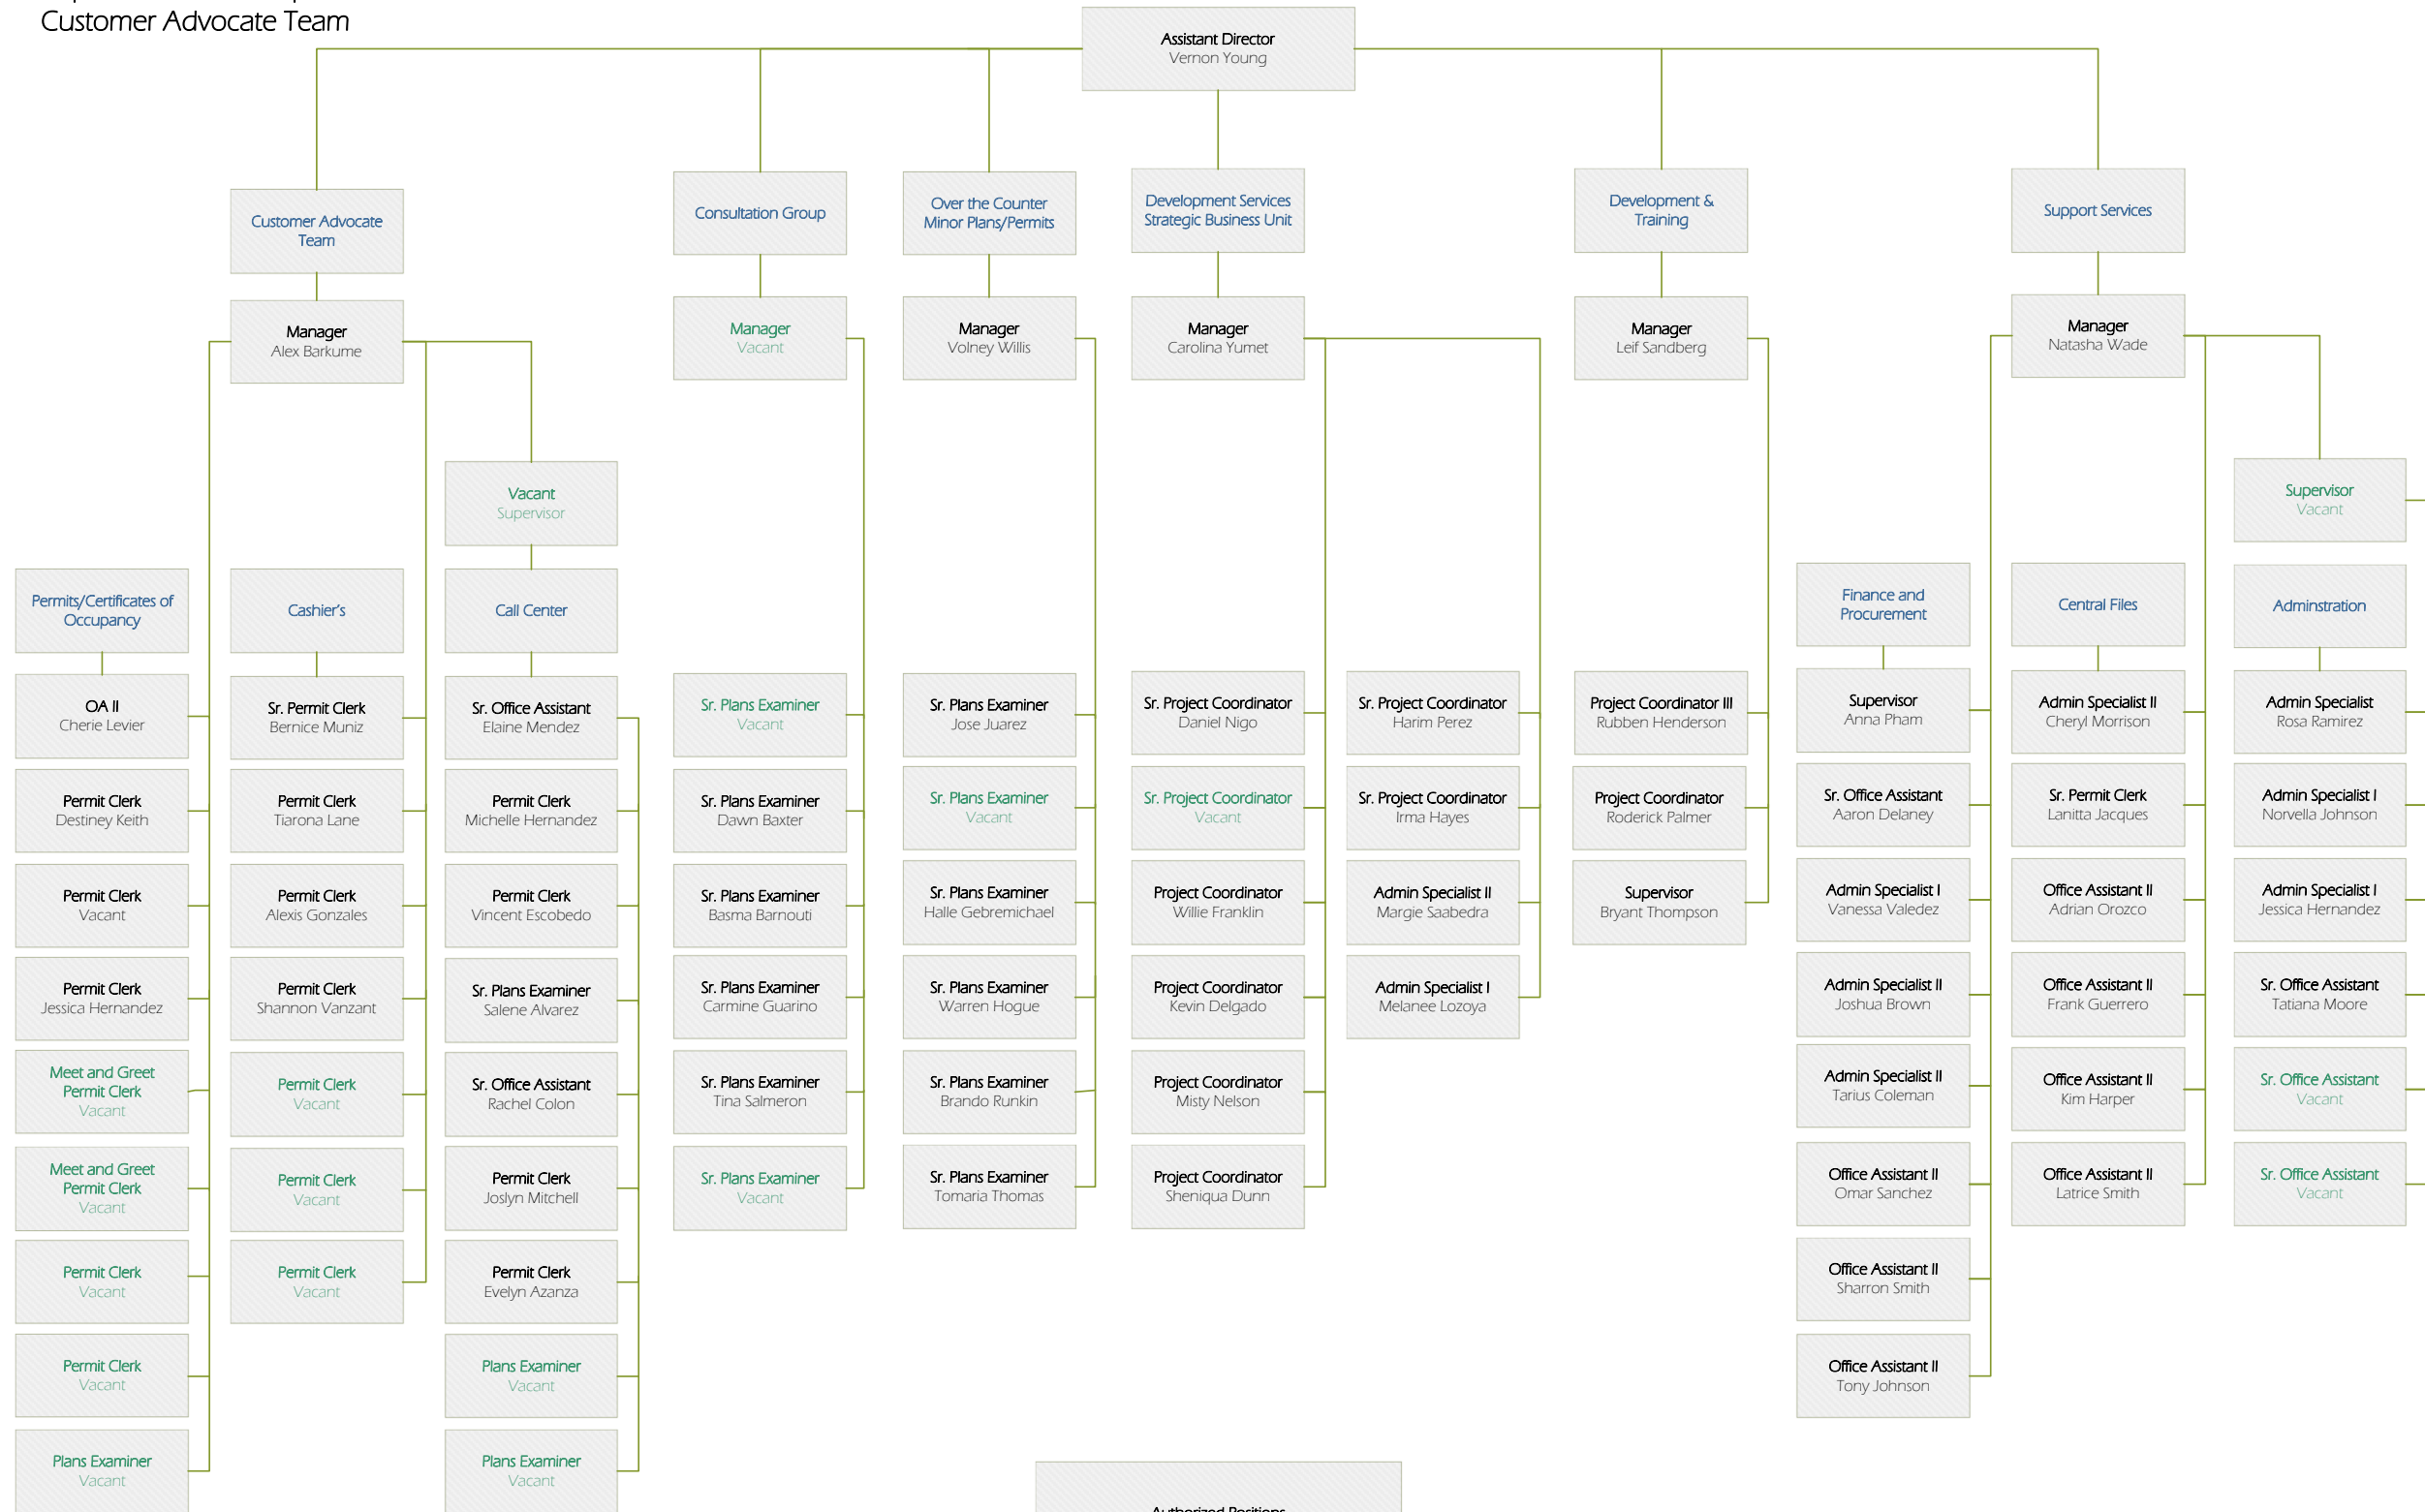 Customer Advocate Team
Assistant Director
Vernon Young
Customer Advocate
Team
Consultation Group
Over the Counter
Minor Plans/Permits
Development Services
Strategic Business Unit
Development &
Training
Support Services
Manager
Alex Barkume
Manager
Vacant
Manager
Volney Willis
Manager
Carolina Yumet
Manager
Leif Sandberg
Manager
Natasha Wade
Vacant
Supervisor
Supervisor
Vacant
Permits/Certificates of
Occupancy
Cashier's
Call Center
Finance and
Procurement
Central Files
Adminstration
OA II
Cherie Levier
Permit Clerk
Destiney Keith
Permit Clerk
Vacant
Permit Clerk
Jessica Hernandez
Meet and Greet
Permit Clerk
Vacant
Meet and Greet
Permit Clerk
Vacant
Permit Clerk
Vacant
Permit Clerk
Vacant
Plans Examiner
Vacant
Sr. Permit Clerk
Bernice Muniz
Permit Clerk
Tiarona Lane
Permit Clerk
Alexis Gonzales
Permit Clerk
Shannon Vanzant
Permit Clerk
Vacant
Permit Clerk
Vacant
Permit Clerk
Vacant
Sr. Office Assistant
Elaine Mendez
Permit Clerk
Michelle Hernandez
Permit Clerk
Vincent Escobedo
Sr. Plans Examiner
Salene Alvarez
Sr. Office Assistant
Rachel Colon
Permit Clerk
Joslyn Mitchell
Permit Clerk
Evelyn Azanza
Plans Examiner
Vacant
Plans Examiner
Vacant
Sr. Plans Examiner
Vacant
Sr. Plans Examiner
Dawn Baxter
Sr. Plans Examiner
Basma Barnouti
Sr. Plans Examiner
Carmine Guarino
Sr. Plans Examiner
Tina Salmeron
Sr. Plans Examiner
Vacant
Sr. Plans Examiner
Jose Juarez
Sr. Plans Examiner
Vacant
Sr. Plans Examiner
Halle Gebremichael
Sr. Plans Examiner
Warren Hogue
Sr. Plans Examiner
Brando Runkin
Sr. Plans Examiner
Tomaria Thomas
Sr. Project Coordinator
Daniel Nigo
Sr. Project Coordinator
Vacant
Project Coordinator
Willie Franklin
Project Coordinator
Kevin Delgado
Project Coordinator
Misty Nelson
Project Coordinator
Sheniqua Dunn
Sr. Project Coordinator
Harim Perez
Sr. Project Coordinator
Irma Hayes
Admin Specialist II
Margie Saabedra
Admin Specialist I
Melanee Lozoya
Project Coordinator III
Rubben Henderson
Project Coordinator
Roderick Palmer
Supervisor
Bryant Thompson
Supervisor
Anna Pham
Sr. Office Assistant
Aaron Delaney
Admin Specialist I
Vanessa Valedez
Admin Specialist II
Joshua Brown
Admin Specialist II
Tarius Coleman
Office Assistant II
Omar Sanchez
Office Assistant II
Sharron Smith
Office Assistant II
Tony Johnson
Admin Specialist II
Cheryl Morrison
Sr. Permit Clerk
Lanitta Jacques
Office Assistant II
Adrian Orozco
Office Assistant II
Frank Guerrero
Office Assistant II
Kim Harper
Office Assistant II
Latrice Smith
Admin Specialist
Rosa Ramirez
Admin Specialist I
Norvella Johnson
Admin Specialist I
Jessica Hernandez
Sr. Office Assistant
Tatiana Moore
Sr. Office Assistant
Vacant
Sr. Office Assistant
Vacant
Authorized Positions